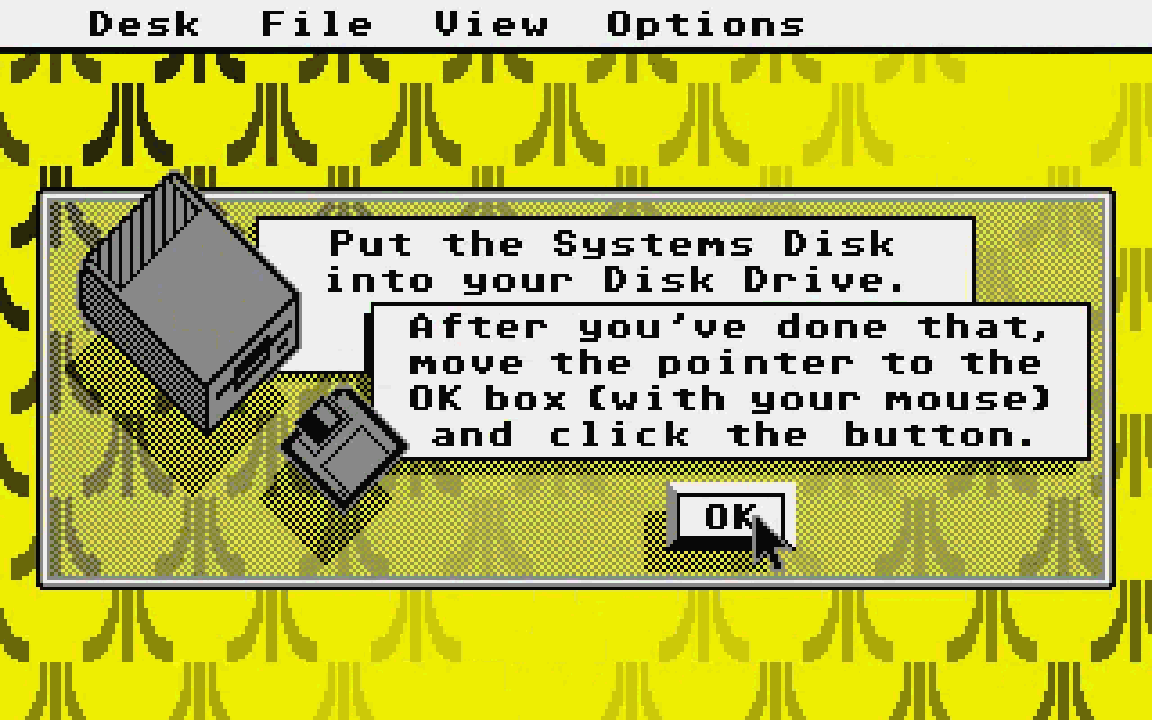 Desk File View Options
Put the Systems Disk
into your Disk Drive.
After you've done that,
move the pointer to the
OK box (with your mouse)
and click the button.
OK